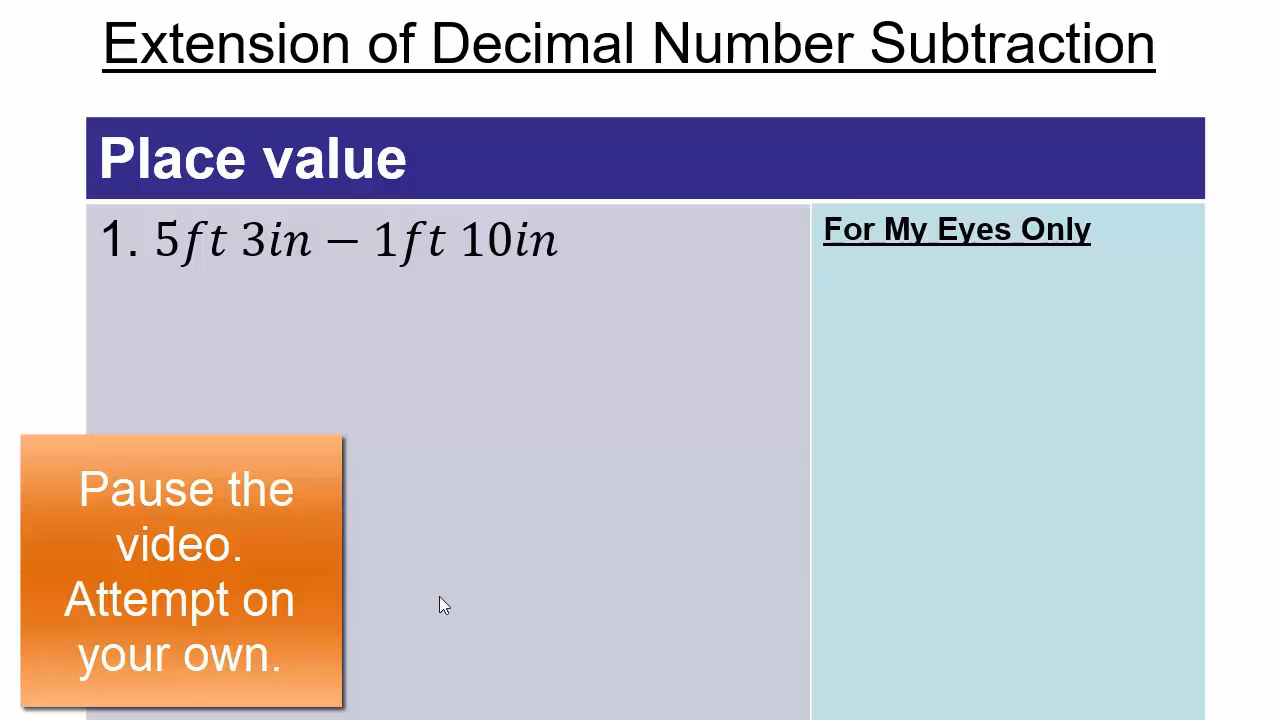 Extension of Decimal Number Subtraction
Place value
1. 5ft 3in − 1ft 10in
For My Eyes Only
Pause the
video.
Attempt on
your own.